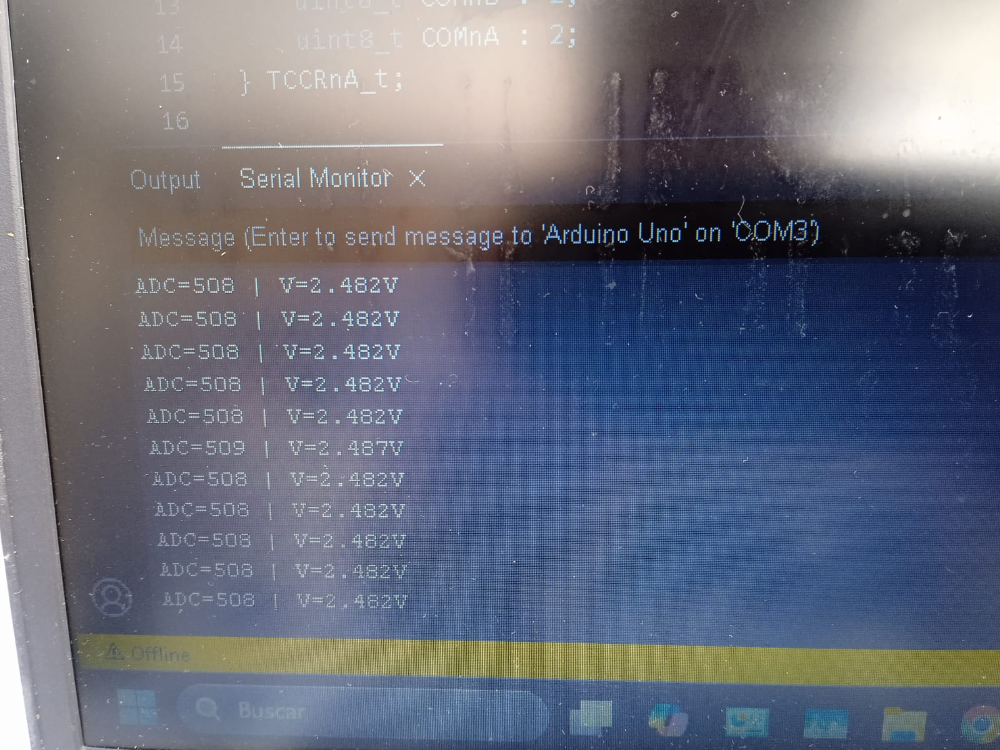 13 uint8_t COMnB : 2;
14 uint8_t COMnA : 2;
15 } TCCRnA_t;
16
Output Serial Monitor ×
Message (Enter to send message to 'Arduino Uno' on 'COM3')
ADC=508 | V=2.482V
ADC=508 | V=2.482V
ADC=508 | V=2.482V
ADC=508 | V=2.482V
ADC=508 | V=2.482V
ADC=509 | V=2.487V
ADC=508 | V=2.482V
ADC=508 | V=2.482V
ADC=508 | V=2.482V
ADC=508 | V=2.482V
ADC=508 | V=2.482V
Offline
Buscar